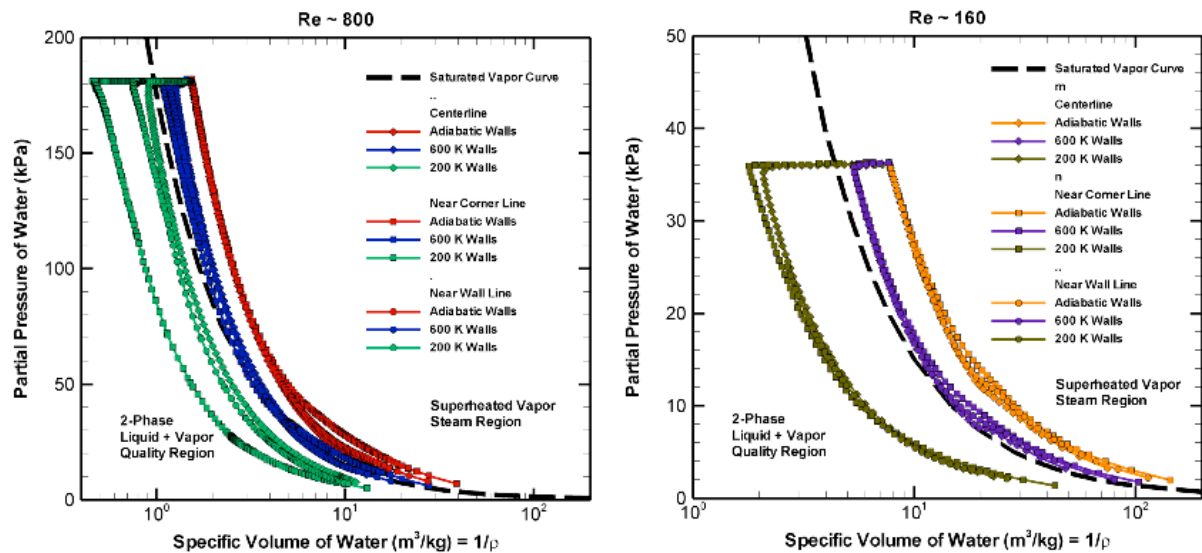 Re ~ 800
200
150
100
50
0
Partial Pressure of Water (kPa)
Saturated Vapor Curve
..
Centerline
Adiabatic Walls
600 K Walls
200 K Walls
.
Near Corner Line
Adiabatic Walls
600 K Walls
200 K Walls
.
Near Wall Line
Adiabatic Walls
600 K Walls
200 K Walls
2-Phase
Liquid + Vapor
Quality Region
Superheated Vapor
Steam Region
10⁰
10¹
10²
Specific Volume of Water (m³/kg) = 1/ρ
Re ~ 160
50
40
30
20
10
0
Partial Pressure of Water (kPa)
Saturated Vapor Curve
m
Centerline
Adiabatic Walls
600 K Walls
200 K Walls
n
Near Corner Line
Adiabatic Walls
600 K Walls
200 K Walls
..
Near Wall Line
Adiabatic Walls
600 K Walls
200 K Walls
2-Phase
Liquid + Vapor
Quality Region
Superheated Vapor
Steam Region
10⁰
10¹
10²
Specific Volume of Water (m³/kg) = 1/ρ